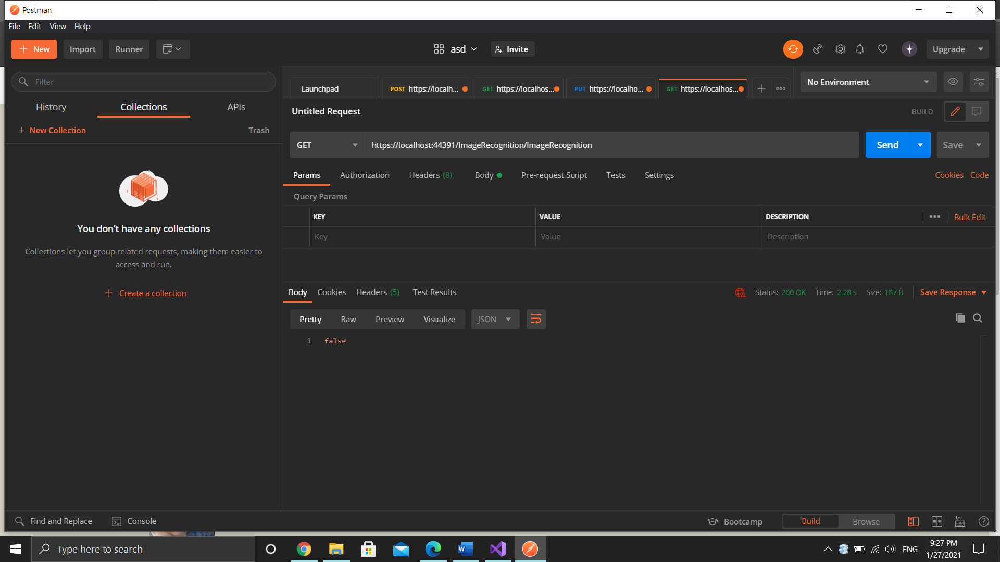 Postman
File Edit View Help
New Import Runner asd Invite Upgrade
Filter
Launchpad POST https://localh... GET https://localhos... PUT https://localho... GET https://localhos... No Environment
History Collections APIs
Untitled Request BUILD
+ New Collection Trash
GET https://localhost:44391/ImageRecognition/ImageRecognition Send Save
Params Authorization Headers (8) Body Pre-request Script Tests Settings Cookies Code
Query Params
KEY VALUE DESCRIPTION Bulk Edit
Key Value Description
You don't have any collections
Collections let you group related requests, making them easier to
access and run.
+ Create a collection
Body Cookies Headers (5) Test Results Status: 200 OK Time: 2.28 s Size: 187 B Save Response
Pretty Raw Preview Visualize JSON
1 false
Find and Replace Console Bootcamp Build Browse
Type here to search W ENG 9:27 PM
1/27/2021